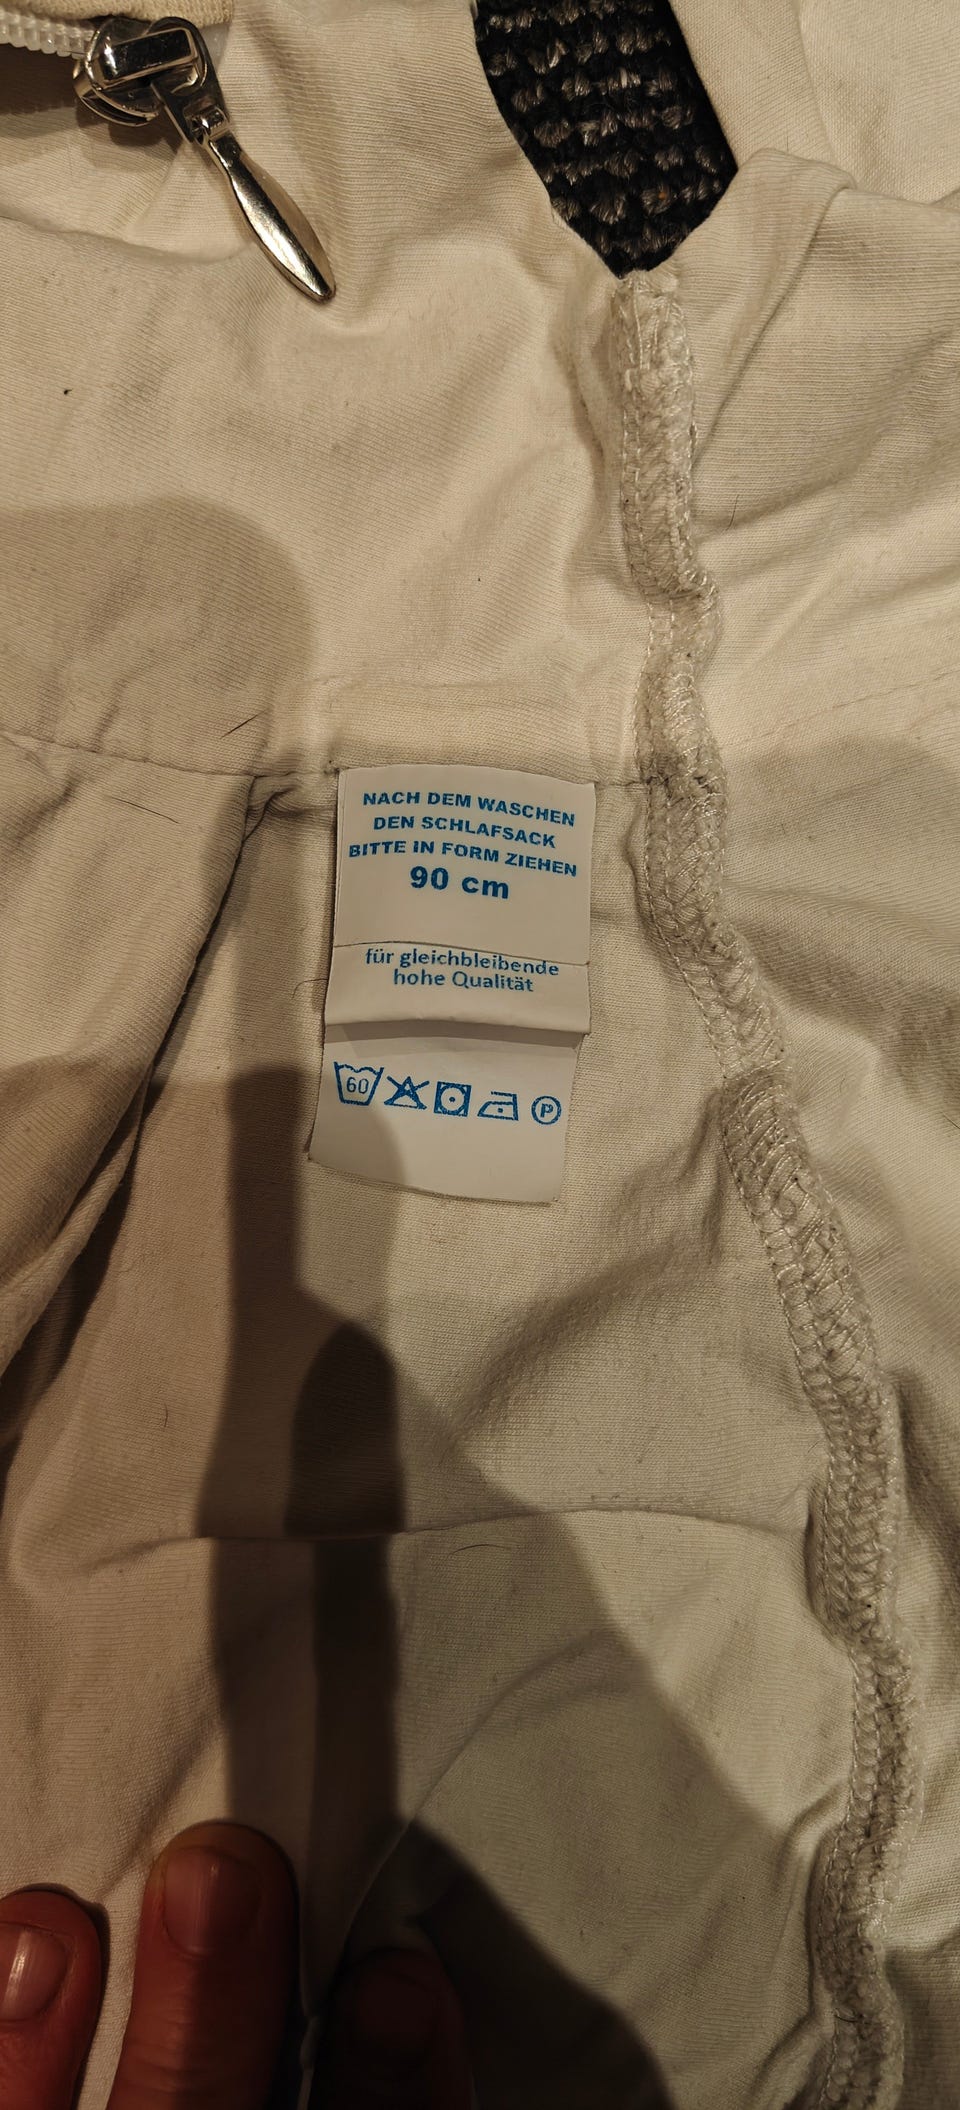 NACH DEM WASCHEN
DEN SCHLAFSACK
BITTE IN FORM ZIEHEN
90 cm
für gleichbleibende
hohe Qualität
60 P